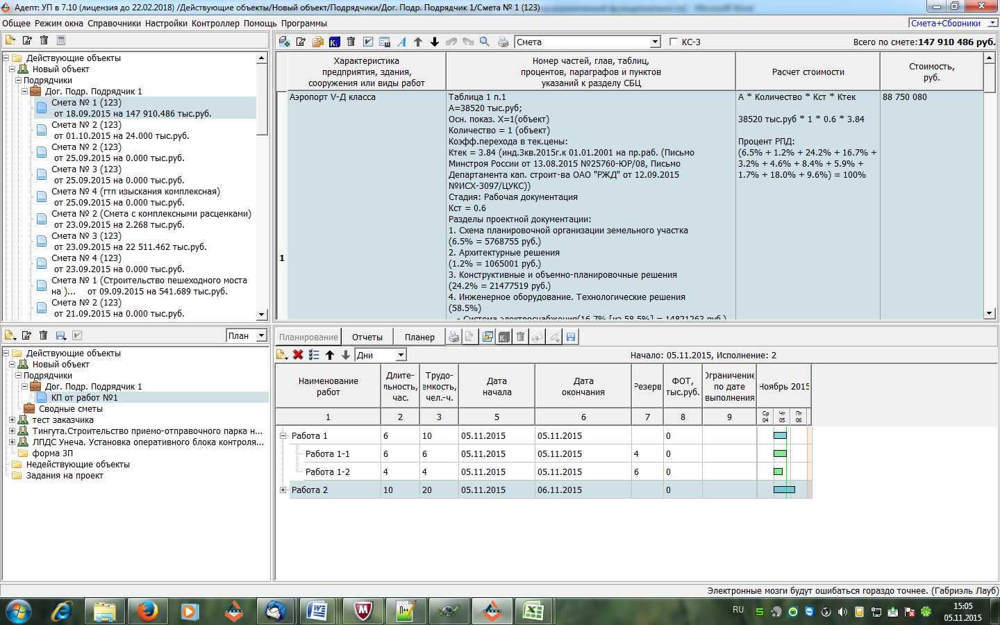 Адепт: УП в 7.10 (лицензия до 22.02.2018) /Действующие объекты/Новый объект/Подрядчики/Дог. Подр. Подрядчик 1/Смета № 1 (123)
Общее Режим окна Справочники Настройки Контроллер Помощь Программы
Смета+Сборники
Действующие объекты
Новый объект
Подрядчики
Дог. Подр. Подрядчик 1
Смета № 1 (123)
от 18.09.2015 на 147 910.486 тыс.руб.
Смета № 2 (123)
от 01.10.2015 на 24.000 тыс.руб.
Смета № 2 (123)
от 25.09.2015 на 0.000 тыс.руб.
Смета № 3 (123)
от 25.09.2015 на 0.000 тыс.руб.
Смета № 4 (гтп изыскания комплексная)
от 25.09.2015 на 0.000 тыс.руб.
Смета № 2 (Смета с комплексными расценками)
от 23.09.2015 на 2.268 тыс.руб.
Смета № 3 (123)
от 23.09.2015 на 22 511.462 тыс.руб.
Смета № 4 (123)
от 23.09.2015 на 0.000 тыс.руб.
Смета № 1 (Строительство пешеходного моста
на )... от 09.09.2015 на 541.689 тыс.руб.
Смета № 2 (123)
от 21.09.2015 на 0.000 тыс.руб.
Смета
КС-3
Всего по смете:147 910 486 руб.
Характеристика
предприятия, здания,
сооружения или виды работ
Номер частей, глав, таблиц,
процентов, параграфов и пунктов
указаний к разделу СБЦ
Расчет стоимости
Стоимость,
руб.
1
Аэропорт V-Д класса
Таблица 1 п.1
А=38520 тыс.руб;
Осн. показ. Х=1(объект)
Количество = 1 (объект)
Коэфф.перехода в тек.цены:
Ктек = 3.84 (инд.3кв.2015г.к 01.01.2001 на пр.раб. (Письмо
Минстроя России от 13.08.2015 №25760-ЮР/08, Письмо
Департамента кап. строит-ва ОАО "РЖД" от 12.09.2015
№ИСХ-3097/ЦУКС))
Стадия: Рабочая документация
Кст = 0.6
Разделы проектной документации:
1. Схема планировочной организации земельного участка
(6.5% = 5768755 руб.)
2. Архитектурные решения
(1.2% = 1065001 руб.)
3. Конструктивные и объемно-планировочные решения
(24.2% = 21477519 руб.)
4. Инженерное оборудование. Технологические решения
(58.5%)
- Система электроснабжения(16.7% [из 58.5%] = 14821263 руб.)
А * Количество * Кст * Ктек
38520 тыс.руб * 1 * 0.6 * 3.84
Процент РПД:
(6.5% + 1.2% + 24.2% + 16.7% +
3.2% + 4.6% + 8.4% + 5.9% +
1.7% + 18.0% + 9.6%) = 100%
88 750 080
План
Действующие объекты
Новый объект
Подрядчики
Дог. Подр. Подрядчик 1
КП от работ №1
Сводные сметы
тест заказчика
Тингута.Строительство приемо-отправочного парка н...
ЛПДС Унеча. Установка оперативного блока контроля...
форма 3П
Недействующие объекты
Задания на проект
Планирование Отчеты Планер
Дни
Начало: 05.11.2015, Исполнение: 2
Наименование
работ
Длите-
льность,
час.
Трудо-
емкость,
чел.-ч.
Дата
начала
Дата
окончания
Резерв
ФОТ,
тыс.руб.
Ограничение
по дате
выполнения
Ноябрь 2015
1 2 3 5 6 7 8 9
Ср
04
Чт
05
Пт
06
Работа 1 6 10 05.11.2015 05.11.2015 0
Работа 1-1 6 6 05.11.2015 05.11.2015 4 0
Работа 1-2 4 4 05.11.2015 05.11.2015 6 0
Работа 2 10 20 05.11.2015 06.11.2015 0
Электронные мозги будут ошибаться гораздо точнее. (Габриэль Лауб)
RU
15:05
05.11.2015